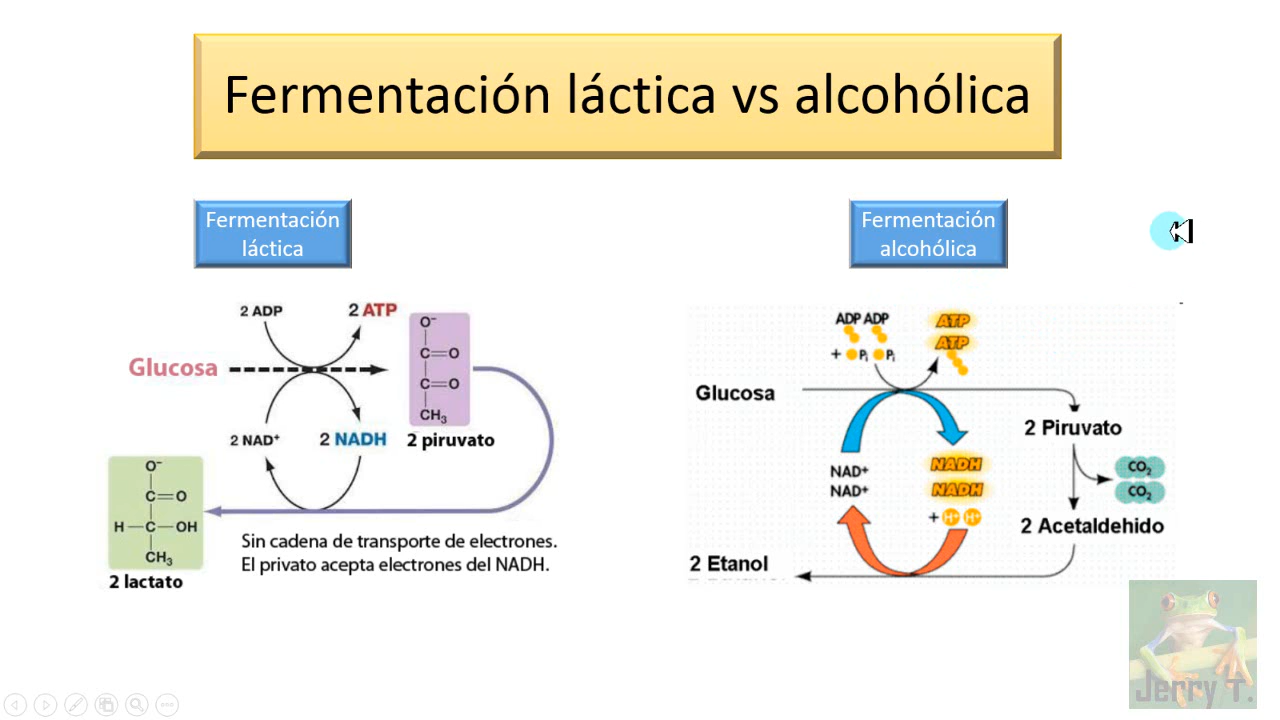 Fermentación láctica vs alcohólica
Fermentación
láctica
2 ADP
2 ATP
O⁻
C=O
C=O
CH₃
Glucosa
2 NAD⁺
2 NADH
2 piruvato
O⁻
C=O
H—C—OH
CH₃
2 lactato
Sin cadena de transporte de electrones.
El privato acepta electrones del NADH.
Fermentación
alcohólica
ADP ADP
+ Pi Pi
ATP
ATP
Glucosa
2 Piruvato
CO₂
CO₂
NAD⁺
NAD⁺
NADH
NADH
+ H⁺ H⁺
2 Acetaldehido
2 Etanol
Jerry T.